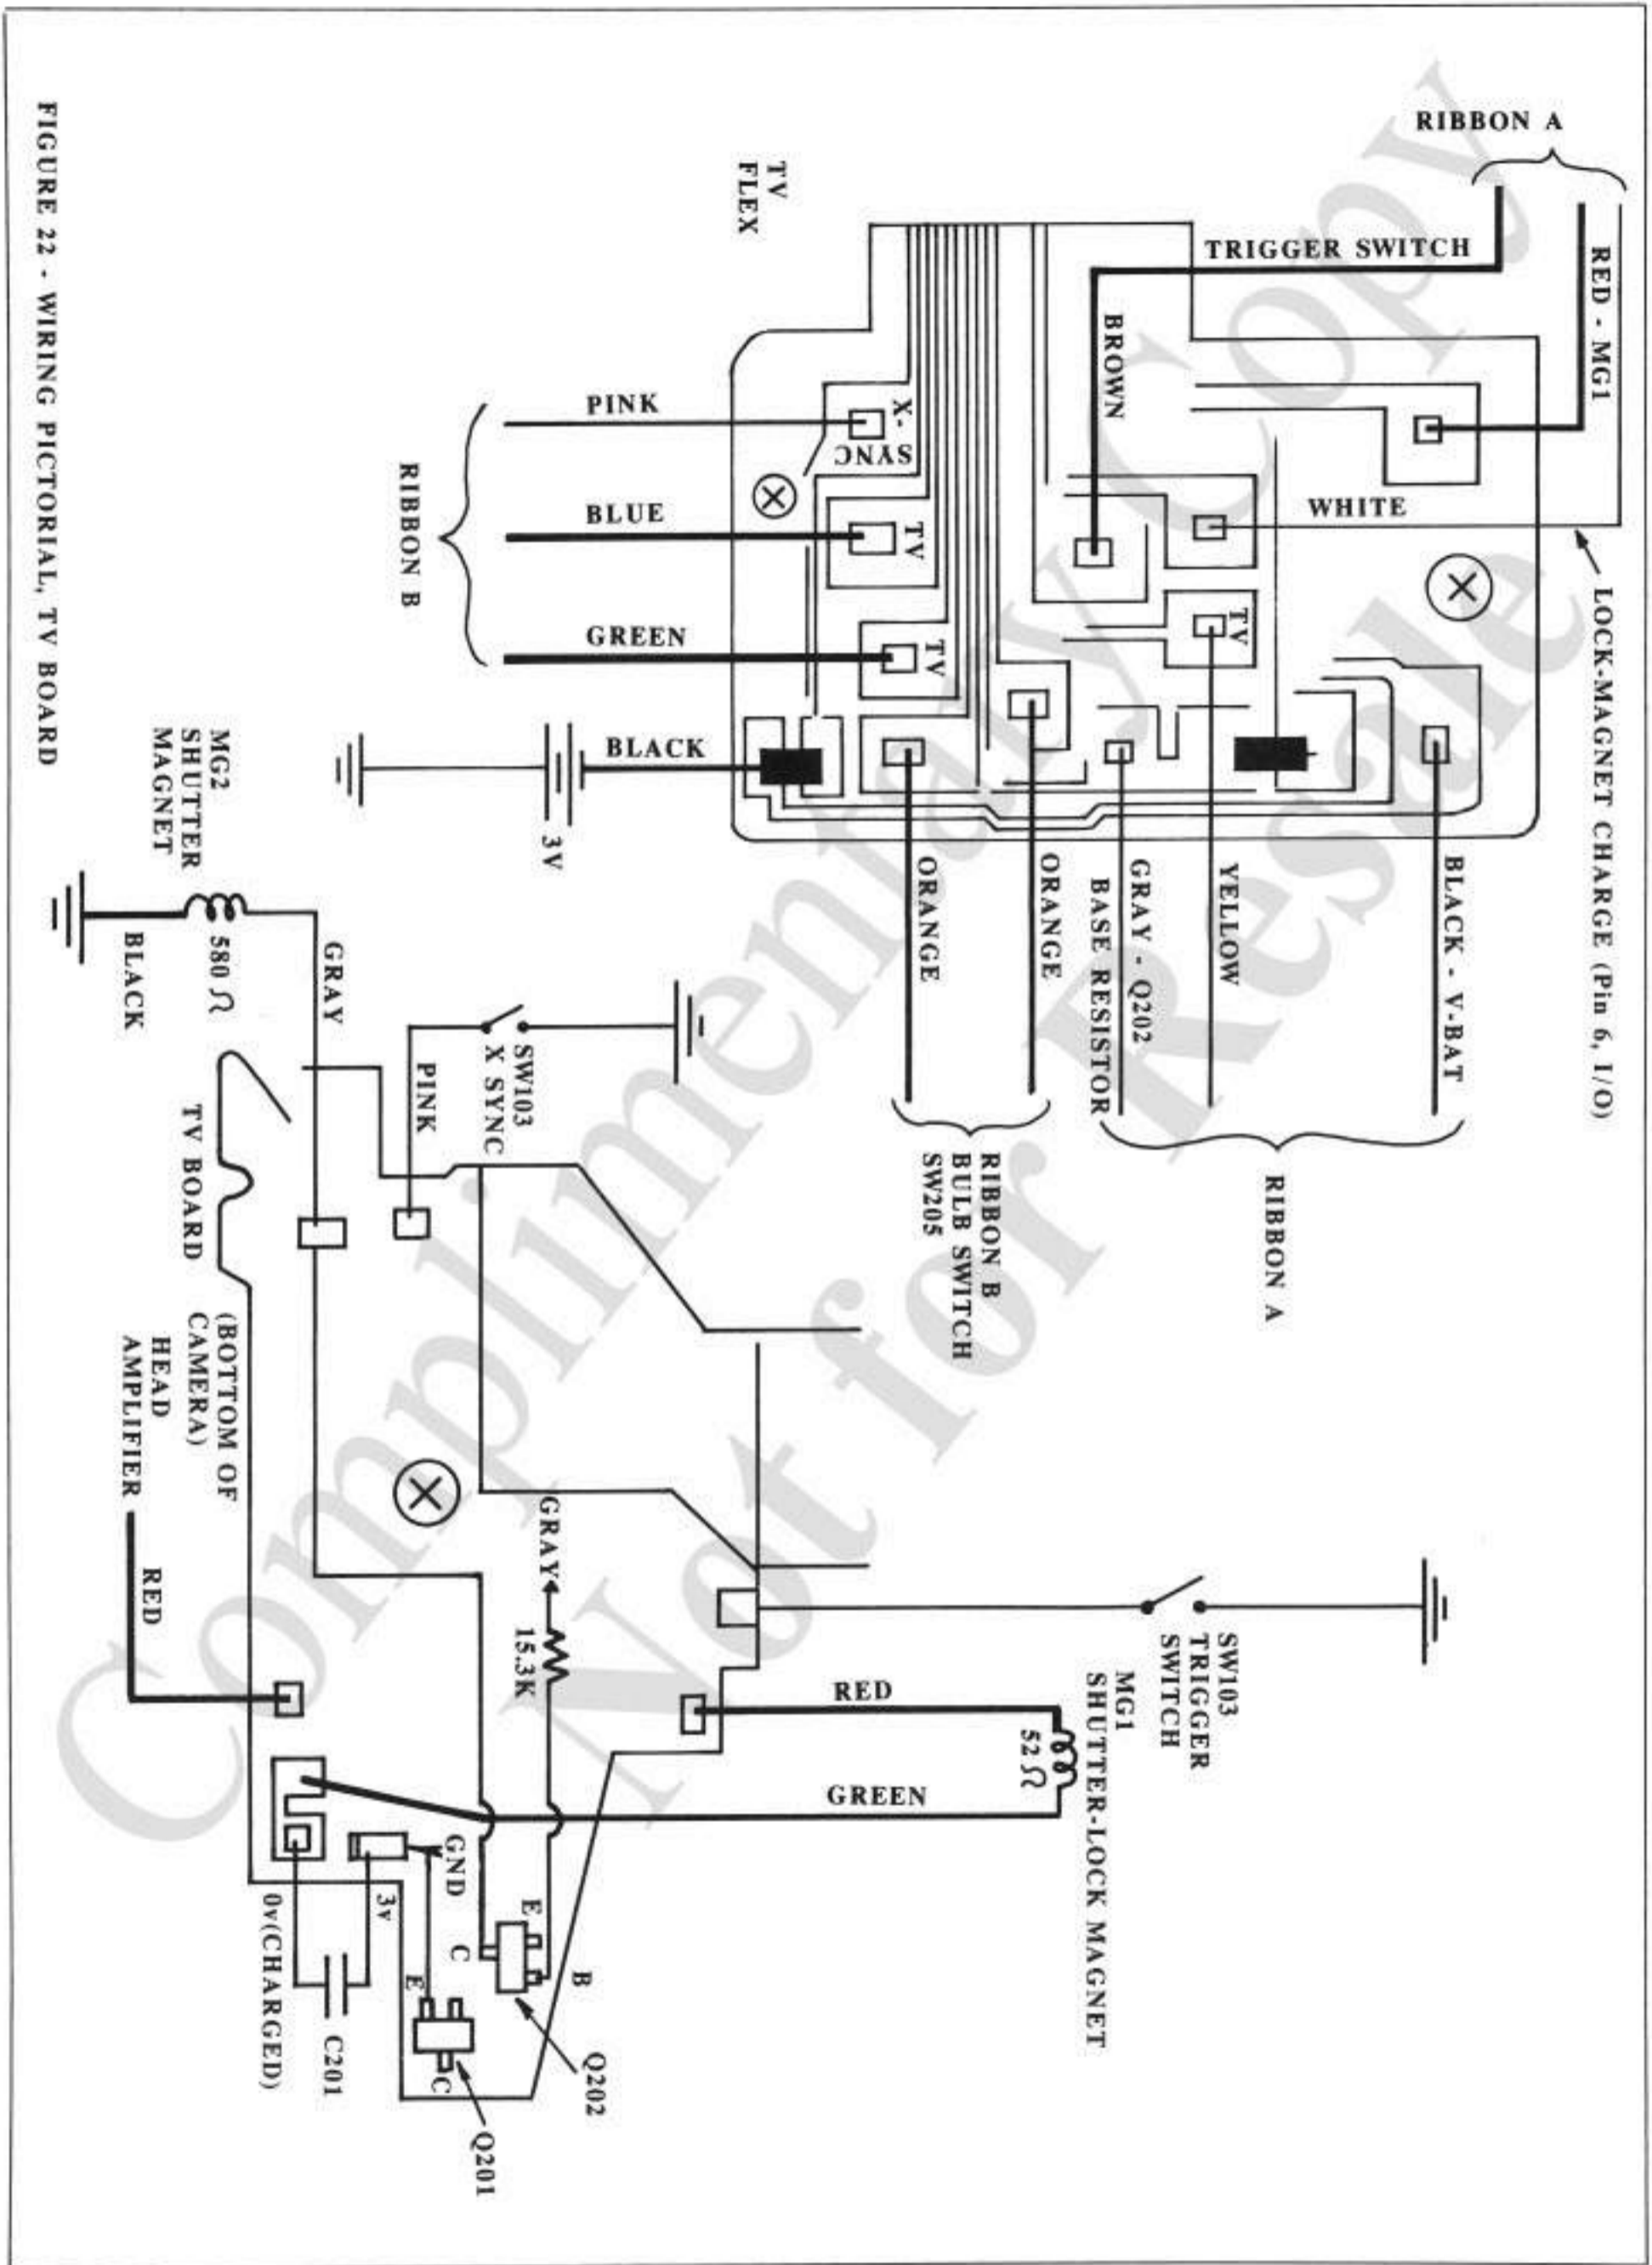 RIBBON A
RED - MG1
TRIGGER SWITCH
LOCK-MAGNET CHARGE (Pin 6, I/O)
WHITE
BROWN
TV
FLEX
X-
SYNC
TV
TV
TV
PINK
BLUE
GREEN
RIBBON B
BLACK
3V
BLACK - V-BAT
YELLOW
GRAY - Q202
BASE RESISTOR
ORANGE
ORANGE
RIBBON A
RIBBON B
BULB SWITCH
SW205
MG2
SHUTTER
MAGNET
580 Ω
BLACK
GRAY
SW103
X SYNC
PINK
TV BOARD
(BOTTOM OF
CAMERA)
HEAD
AMPLIFIER
RED
GRAY
15.3K
SW103
TRIGGER
SWITCH
MG1
SHUTTER-LOCK MAGNET
52 Ω
RED
GREEN
GND
3v
0v(CHARGED)
C201
E
C
B
Q202
E
C
Q201
FIGURE 22 - WIRING PICTORIAL, TV BOARD
Complimentary Copy
Not for Resale